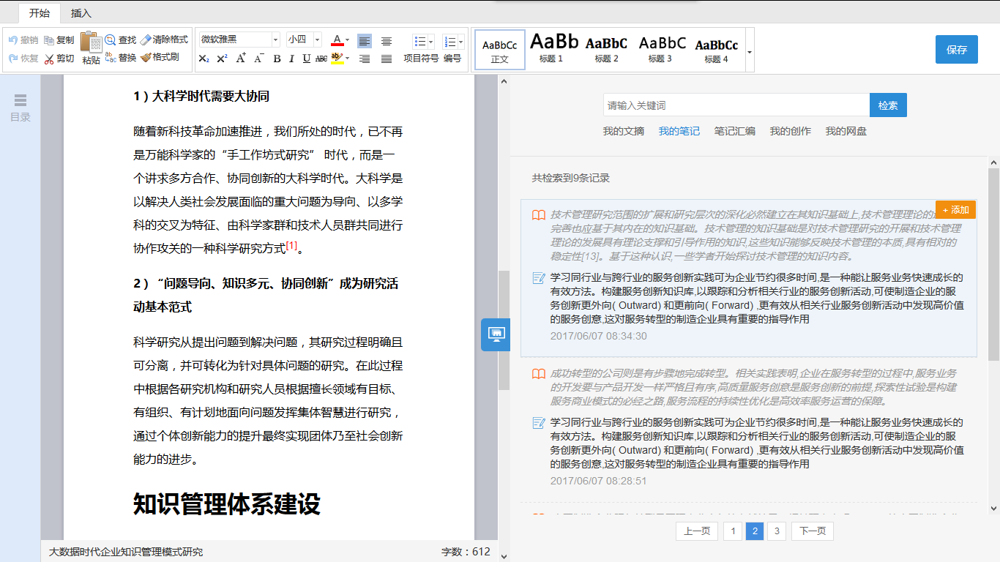 开始 插入
撤销 复制 粘贴 查找 清除格式
恢复 剪切 替换 格式刷
微软雅黑 小四 A
X₂ X² A A B I U ABC ab 项目符号 编号
AaBbCc AaBb AaBbC AaBbC AaBbCc
正文 标题 1 标题 2 标题 3 标题 4
保存
目录
1）大科学时代需要大协同
随着新科技革命加速推进，我们所处的时代，已不再
是万能科学家的“手工作坊式研究” 时代，而是一
个讲求多方合作、协同创新的大科学时代。大科学是
以解决人类社会发展面临的重大问题为导向、以多学
科的交叉为特征、由科学家群和技术人员群共同进行
协作攻关的一种科学研究方式[1]。
2）“问题导向、知识多元、协同创新”成为研究活
动基本范式
科学研究从提出问题到解决问题，其研究过程明确且
可分离，并可转化为针对具体问题的研究。在此过程
中根据各研究机构和研究人员根据擅长领域有目标、
有组织、有计划地面向问题发挥集体智慧进行研究，
通过个体创新能力的提升最终实现团体乃至社会创新
能力的进步。
知识管理体系建设
大数据时代企业知识管理模式研究 字数：612
请输入关键词 检索
我的文摘 我的笔记 笔记汇编 我的创作 我的网盘
共检索到9条记录
+ 添加
技术管理研究范围的扩展和研究层次的深化必然建立在其知识基础上,技术管理理论的
完善也应基于其内在的知识基础。技术管理的知识基础是对技术管理研究的开展和技术管理
理论的发展具有理论支撑和引导作用的知识,这些知识能够反映技术管理的本质,具有相对的
稳定性[13]。基于这种认识,一些学者开始探讨技术管理的知识内容。
学习同行业与跨行业的服务创新实践可为企业节约很多时间,是一种能让服务业务快速成长的
有效方法。构建服务创新知识库,以跟踪和分析相关行业的服务创新活动,可使制造企业的服
务创新更外向( Outward) 和更前向( Forward) ,更有效从相关行业服务创新活动中发现高价值
的服务创意,这对服务转型的制造企业具有重要的指导作用
2017/06/07 08:34:30
成功转型的公司则是有步骤地完成转型。相关实践表明,企业在服务转型的过程中,服务业务
的开发要与产品开发一样严格且有序,高质量服务创意是服务创新的前提,探索性试验是构建
服务商业模式的必经之路,服务流程的持续性优化是高效率服务运营的保障。
学习同行业与跨行业的服务创新实践可为企业节约很多时间,是一种能让服务业务快速成长的
有效方法。构建服务创新知识库,以跟踪和分析相关行业的服务创新活动,可使制造企业的服
务创新更外向( Outward) 和更前向( Forward) ,更有效从相关行业服务创新活动中发现高价值
的服务创意,这对服务转型的制造企业具有重要的指导作用
2017/06/07 08:28:51
上一页 1 2 3 下一页